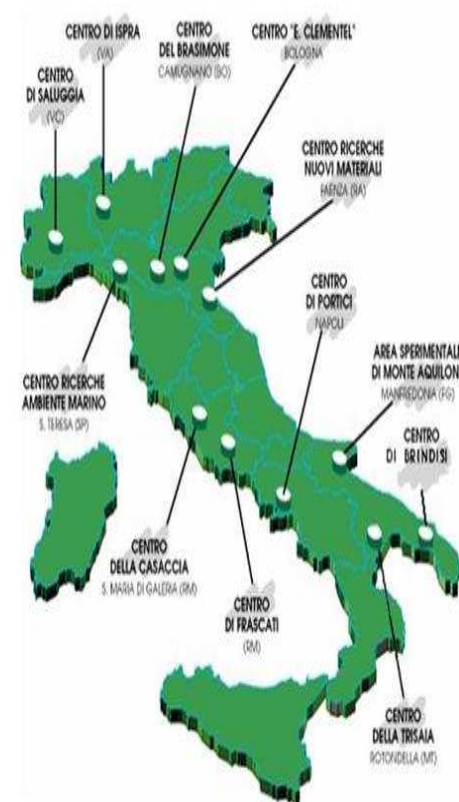 CENTRO DI ISPRA
(VA)
CENTRO
DEL BRASIMONE
CAMUGNANO (BO)
CENTRO "E. CLEMENTEL"
BOLOGNA
CENTRO
DI SALUGGIA
(VC)
CENTRO RICERCHE
NUOVI MATERIALI
FAENZA (RA)
CENTRO
DI PORTICI
NAPOLI
AREA SPERIMENTALE
DI MONTE AQUILONE
MANFREDONIA (FG)
CENTRO
DI BRINDISI
CENTRO RICERCHE
AMBIENTE MARINO
S. TERESA (SP)
CENTRO
DELLA CASACCIA
S. MARIA DI GALERIA (RM)
CENTRO
DI FRASCATI
(RM)
CENTRO
DELLA TRISAIA
ROTONDELLA (MT)